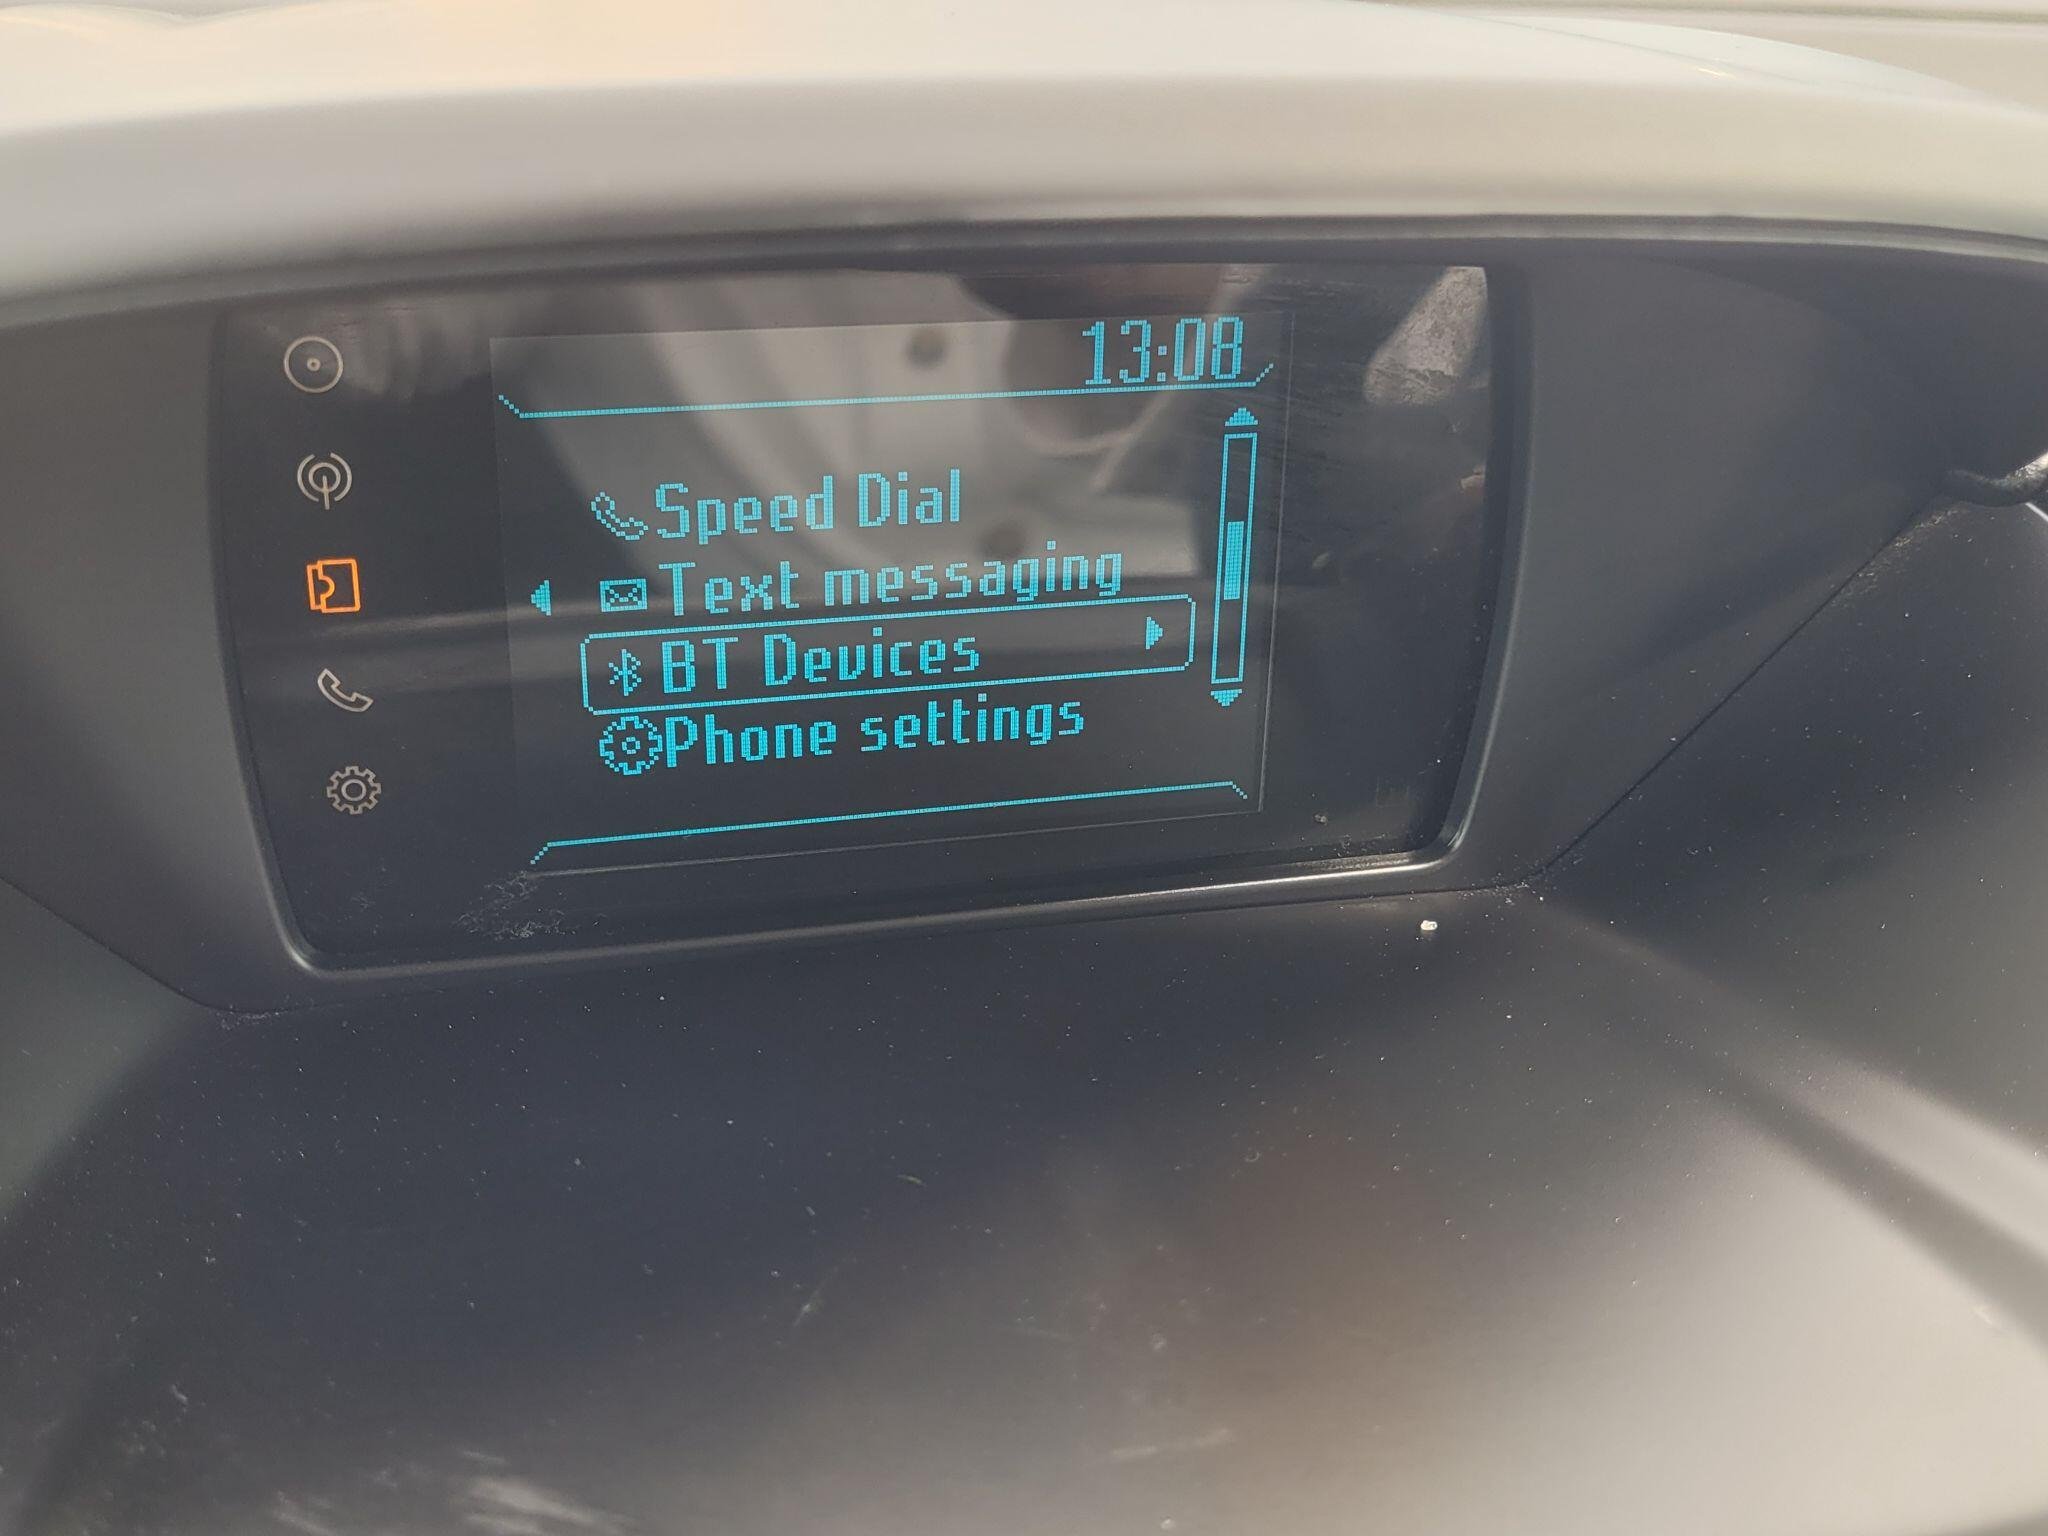 13:08
Speed Dial
Text messaging
BT Devices
Phone settings